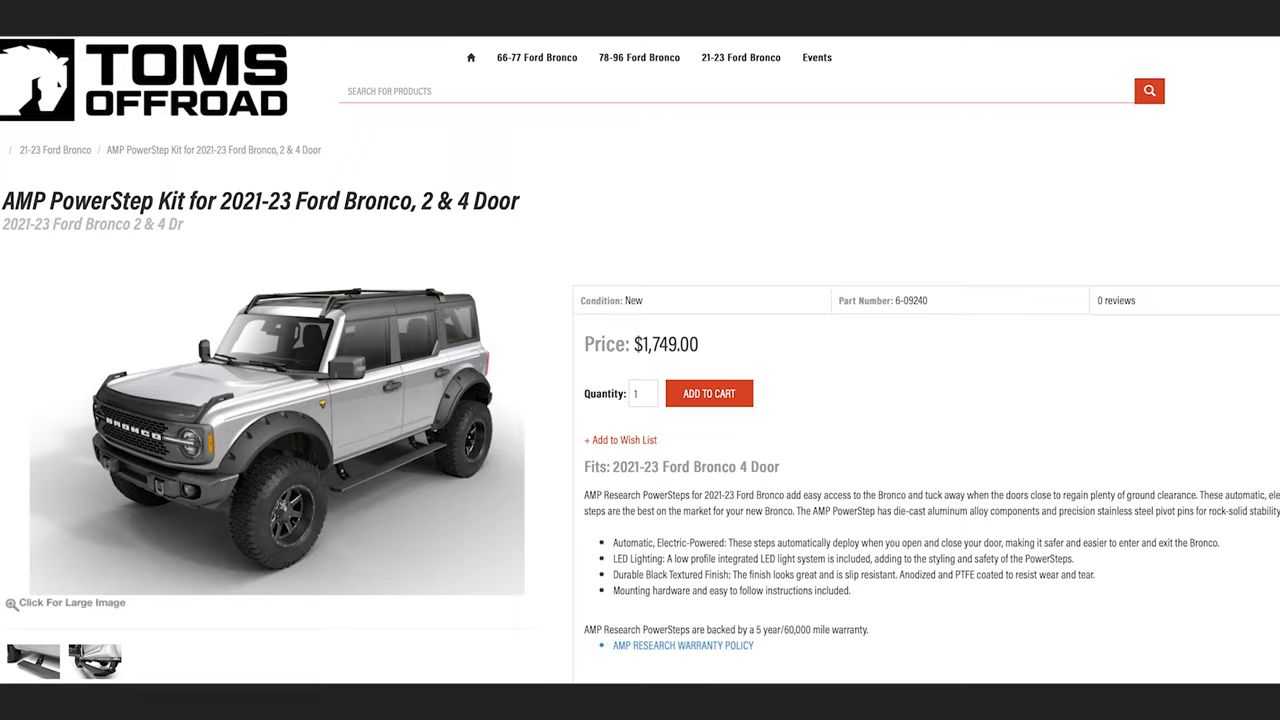 TOMS
OFFROAD
66-77 Ford Bronco 78-96 Ford Bronco 21-23 Ford Bronco Events
SEARCH FOR PRODUCTS
/ 21-23 Ford Bronco / AMP PowerStep Kit for 2021-23 Ford Bronco, 2 & 4 Door
AMP PowerStep Kit for 2021-23 Ford Bronco, 2 & 4 Door
2021-23 Ford Bronco 2 & 4 Dr
BRONCO
Click For Large Image
Condition: New Part Number: 6-09240 0 reviews
Price: $1,749.00
Quantity: 1 ADD TO CART
+ Add to Wish List
Fits: 2021-23 Ford Bronco 4 Door
AMP Research PowerSteps for 2021-23 Ford Bronco add easy access to the Bronco and tuck away when the doors close to regain plenty of ground clearance. These automatic, ele
steps are the best on the market for your new Bronco. The AMP PowerStep has die-cast aluminum alloy components and precision stainless steel pivot pins for rock-solid stability
• Automatic, Electric-Powered: These steps automatically deploy when you open and close your door, making it safer and easier to enter and exit the Bronco.
• LED Lighting: A low profile integrated LED light system is included, adding to the styling and safety of the PowerSteps.
• Durable Black Textured Finish: The finish looks great and is slip resistant. Anodized and PTFE coated to resist wear and tear.
• Mounting hardware and easy to follow instructions included.
AMP Research PowerSteps are backed by a 5 year/60,000 mile warranty.
• AMP RESEARCH WARRANTY POLICY